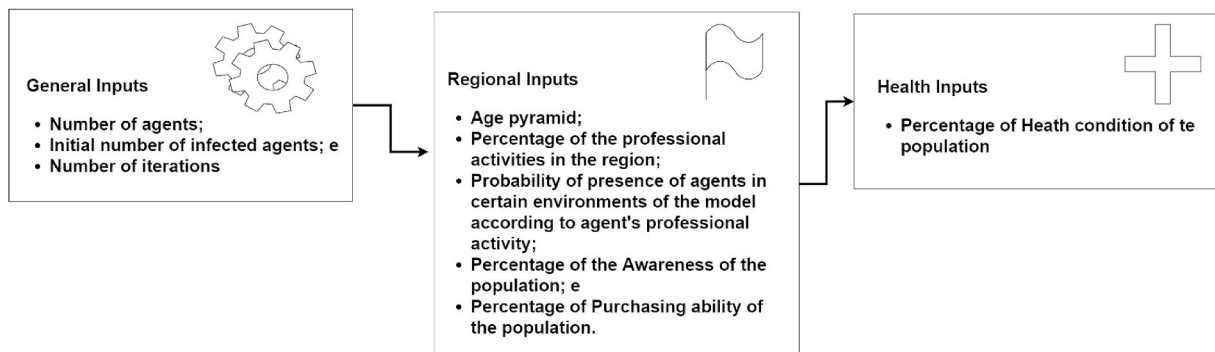 General Inputs
• Number of agents;
• Initial number of infected agents; e
• Number of iterations
Regional Inputs
• Age pyramid;
• Percentage of the professional
activities in the region;
• Probability of presence of agents in
certain environments of the model
according to agent's professional
activity;
• Percentage of the Awareness of the
population; e
• Percentage of Purchasing ability of
the population.
Health Inputs
• Percentage of Heath condition of te
population